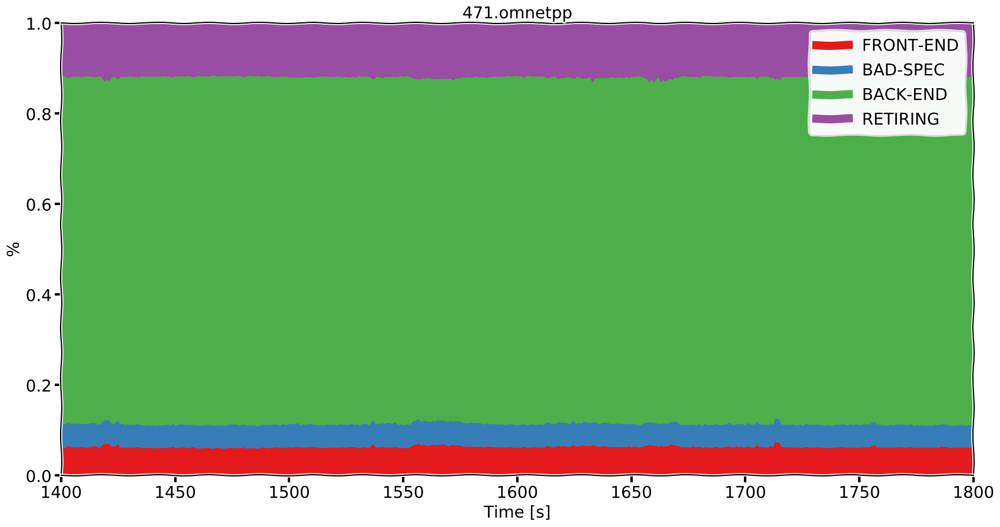 471.omnetpp
1.0
0.8
0.6
0.4
0.2
0.0
%
FRONT-END
BAD-SPEC
BACK-END
RETIRING
1400 1450 1500 1550 1600 1650 1700 1750 1800
Time [s]